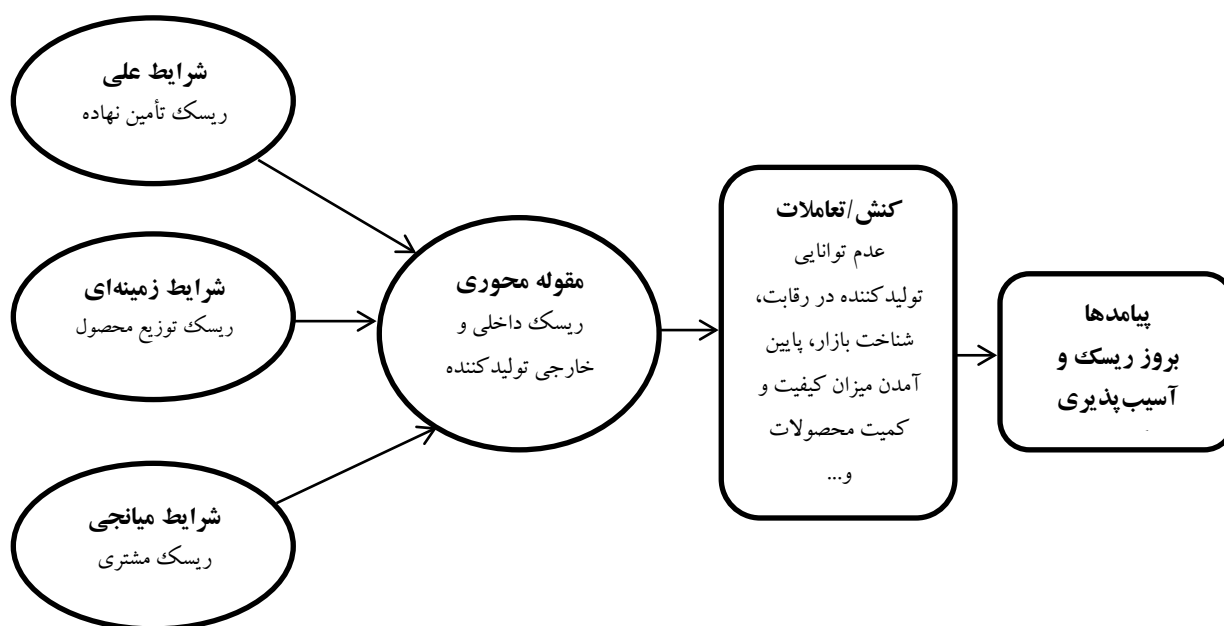 شرایط علی
ریسک تأمین نهاده
شرایط زمینه‌ای
ریسک توزیع محصول
شرایط میانجی
ریسک مشتری
مقوله محوری
ریسک داخلی و
خارجی تولیدکننده
کنش/تعاملات
عدم توانایی
تولیدکننده در رقابت،
شناخت بازار، پایین
آمدن میزان کیفیت و
کمیت محصولات
و...
پیامدها
بروز ریسک و
آسیب‌پذیری